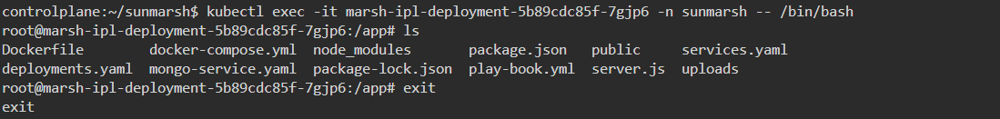 controlplane:~/sunmarsh$ kubectl exec -it marsh-ipl-deployment-5b89cdc85f-7gjp6 -n sunmarsh -- /bin/bash
root@marsh-ipl-deployment-5b89cdc85f-7gjp6:/app# ls
Dockerfile        docker-compose.yml  node_modules       package.json   public     services.yaml
deployments.yaml  mongo-service.yaml  package-lock.json  play-book.yml  server.js  uploads
root@marsh-ipl-deployment-5b89cdc85f-7gjp6:/app# exit
exit